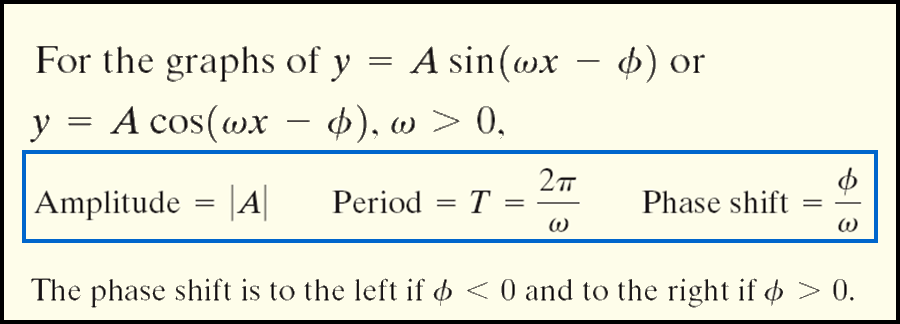 For the graphs of y = A sin(ωx − ϕ) or
y = A cos(ωx − ϕ), ω > 0,
Amplitude = |A| Period = T = 2π/ω Phase shift = ϕ/ω
The phase shift is to the left if ϕ < 0 and to the right if ϕ > 0.